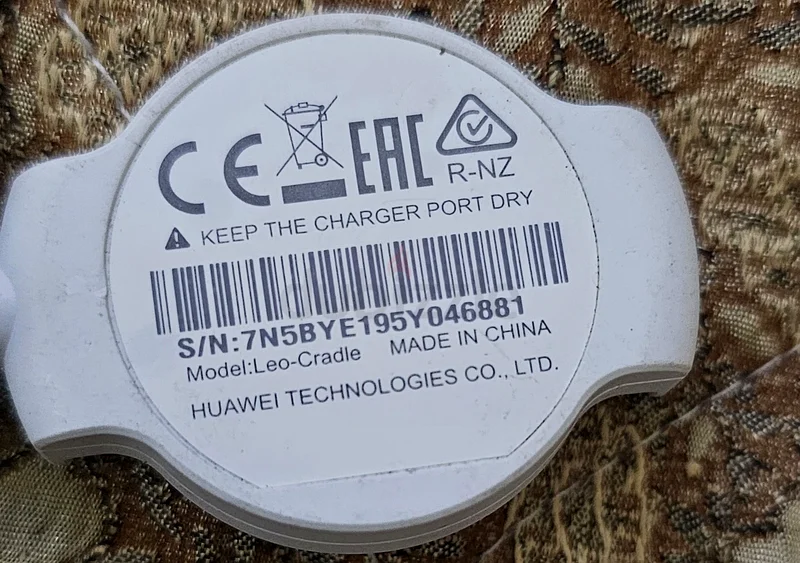 CE EAC
R-NZ
KEEP THE CHARGER PORT DRY
S/N:7N5BYE195Y046881
Model:Leo-Cradle MADE IN CHINA
HUAWEI TECHNOLOGIES CO., LTD.